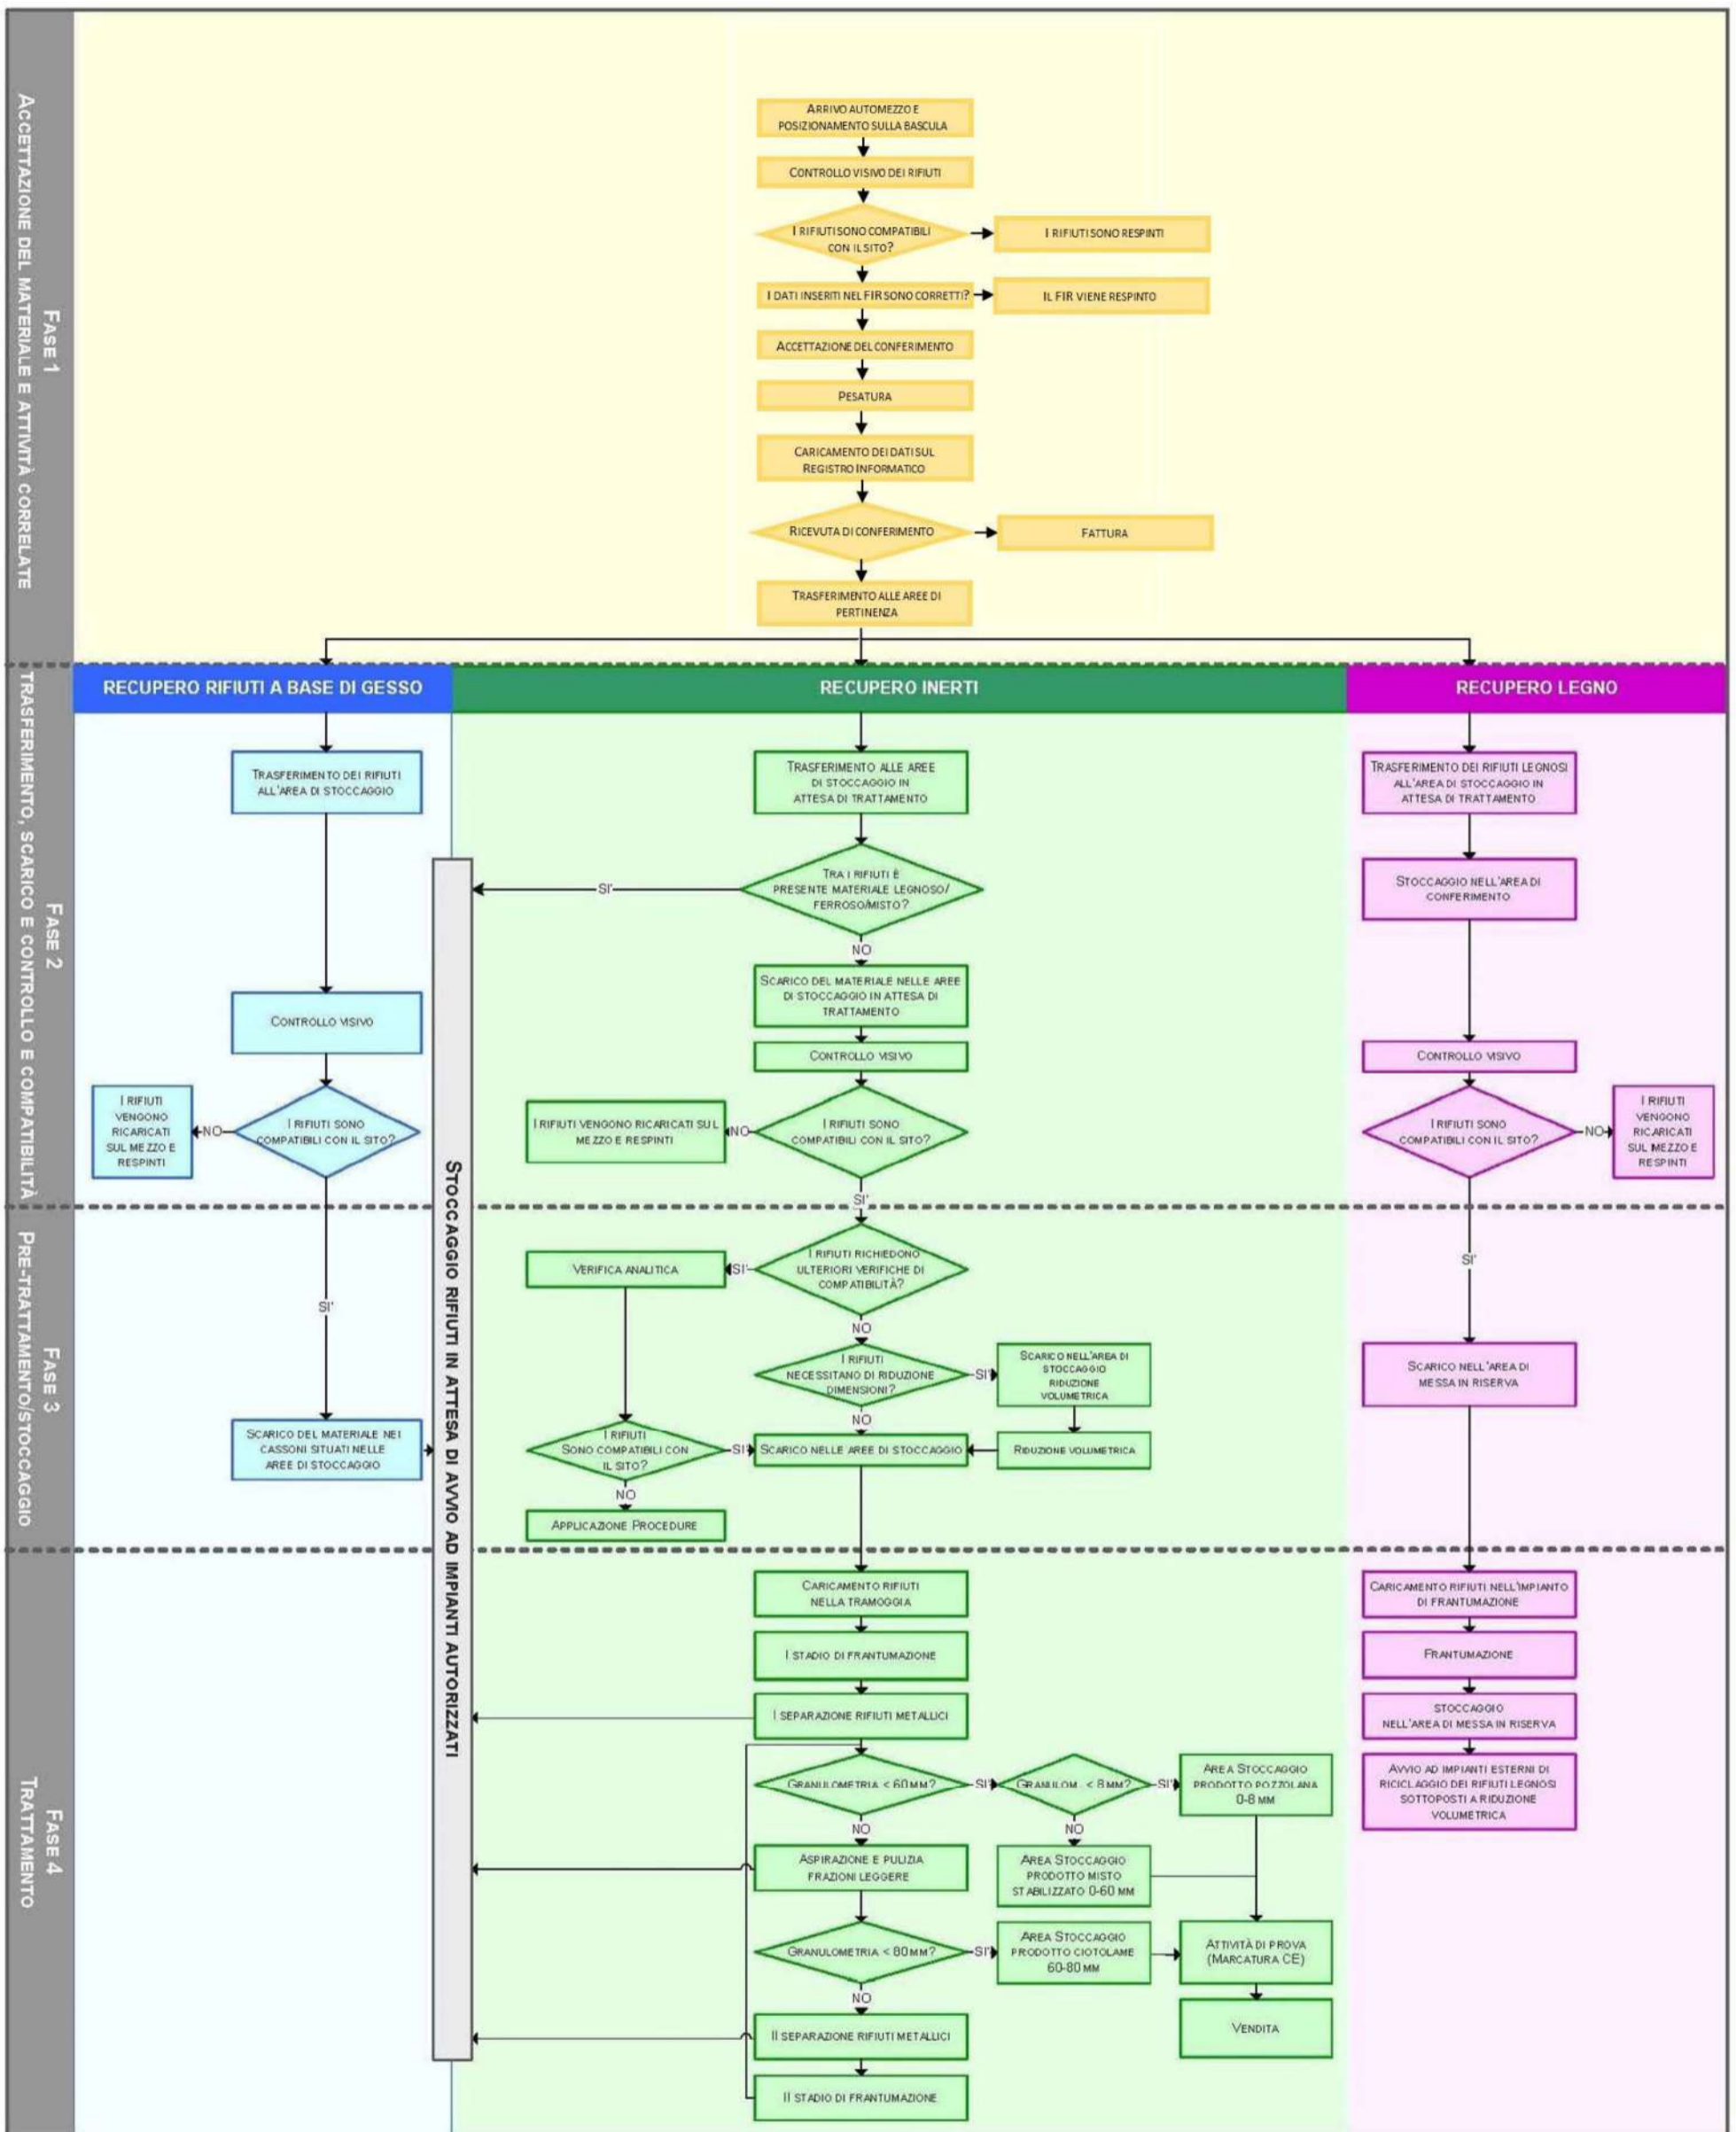 FASE 1
ACCETTAZIONE DEL MATERIALE E ATTIVITÀ CORRELATE
ARRIVO AUTOMEZZO E
POSIZIONAMENTO SULLA BASCULA
CONTROLLO VISIVO DEI RIFIUTI
I RIFIUTI SONO COMPATIBILI
CON IL SITO?
I RIFIUTI SONO RESPINTI
I DATI INSERITI NEL FIR SONO CORRETTI?
IL FIR VIENE RESPINTO
ACCETTAZIONE DEL CONFERIMENTO
PESATURA
CARICAMENTO DEI DATI SUL
REGISTRO INFORMATICO
RICEVUTA DI CONFERIMENTO
FATTURA
TRASFERIMENTO ALLE AREE DI
PERTINENZA
FASE 2
TRASFERIMENTO, SCARICO E CONTROLLO E COMPATIBILITÀ
RECUPERO RIFIUTI A BASE DI GESSO
RECUPERO INERTI
RECUPERO LEGNO
TRASFERIMENTO DEI RIFIUTI
ALL'AREA DI STOCCAGGIO
CONTROLLO VISIVO
I RIFIUTI SONO
COMPATIBILI CON IL SITO?
NO
I RIFIUTI
VENGONO
RICARICATI
SUL MEZZO E
RESPINTI
SI'
SCARICO DEL MATERIALE NEI
CASSONI SITUATI NELLE
AREE DI STOCCAGGIO
STOCCAGGIO RIFIUTI IN ATTESA DI AVVIO AD IMPIANTI AUTORIZZATI
TRASFERIMENTO ALLE AREE
DI STOCCAGGIO IN
ATTESA DI TRATTAMENTO
TRA I RIFIUTI È
PRESENTE MATERIALE LEGNOSO/
FERROSO/MISTO?
SI'
NO
SCARICO DEL MATERIALE NELLE AREE
DI STOCCAGGIO IN ATTESA DI
TRATTAMENTO
CONTROLLO VISIVO
I RIFIUTI SONO
COMPATIBILI CON IL SITO?
NO
I RIFIUTI VENGONO RICARICATI SUL
MEZZO E RESPINTI
SI'
TRASFERIMENTO DEI RIFIUTI LEGNOSI
ALL'AREA DI STOCCAGGIO IN
ATTESA DI TRATTAMENTO
STOCCAGGIO NELL'AREA DI
CONFERIMENTO
CONTROLLO VISIVO
I RIFIUTI SONO
COMPATIBILI CON IL SITO?
NO
I RIFIUTI
VENGONO
RICARICATI
SUL MEZZO E
RESPINTI
SI'
FASE 3
PRE-TRATTAMENTO/STOCCAGGIO
I RIFIUTI RICHIEDONO
ULTERIORI VERIFICHE DI
COMPATIBILITÀ?
SI'
VERIFICA ANALITICA
NO
I RIFIUTI
NECESSITANO DI RIDUZIONE
DIMENSIONI?
SI'
SCARICO NELL'AREA DI
STOCCAGGIO
RIDUZIONE
VOLUMETRICA
NO
I RIFIUTI
SONO COMPATIBILI CON
IL SITO?
SI'
SCARICO NELLE AREE DI STOCCAGGIO
RIDUZIONE VOLUMETRICA
NO
APPLICAZIONE PROCEDURE
SCARICO NELL'AREA DI
MESSA IN RISERVA
FASE 4
TRATTAMENTO
CARICAMENTO RIFIUTI
NELLA TRAMOGGIA
I STADIO DI FRANTUMAZIONE
I SEPARAZIONE RIFIUTI METALLICI
GRANULOMETRIA < 60 MM?
SI'
GRANULOM. < 8 MM?
SI'
AREA STOCCAGGIO
PRODOTTO POZZOLANA
0-8 MM
NO
NO
ASPIRAZIONE E PULIZIA
FRAZIONI LEGGERE
AREA STOCCAGGIO
PRODOTTO MISTO
STABILIZZATO 0-60 MM
GRANULOMETRIA < 80 MM?
SI'
AREA STOCCAGGIO
PRODOTTO CIOTOLAME
60-80 MM
ATTIVITÀ DI PROVA
(MARCATURA CE)
NO
II SEPARAZIONE RIFIUTI METALLICI
VENDITA
II STADIO DI FRANTUMAZIONE
CARICAMENTO RIFIUTI NELL'IMPIANTO
DI FRANTUMAZIONE
FRANTUMAZIONE
STOCCAGGIO
NELL'AREA DI MESSA IN RISERVA
AVVIO AD IMPIANTI ESTERNI DI
RICICLAGGIO DEI RIFIUTI LEGNOSI
SOTTOPOSTI A RIDUZIONE
VOLUMETRICA